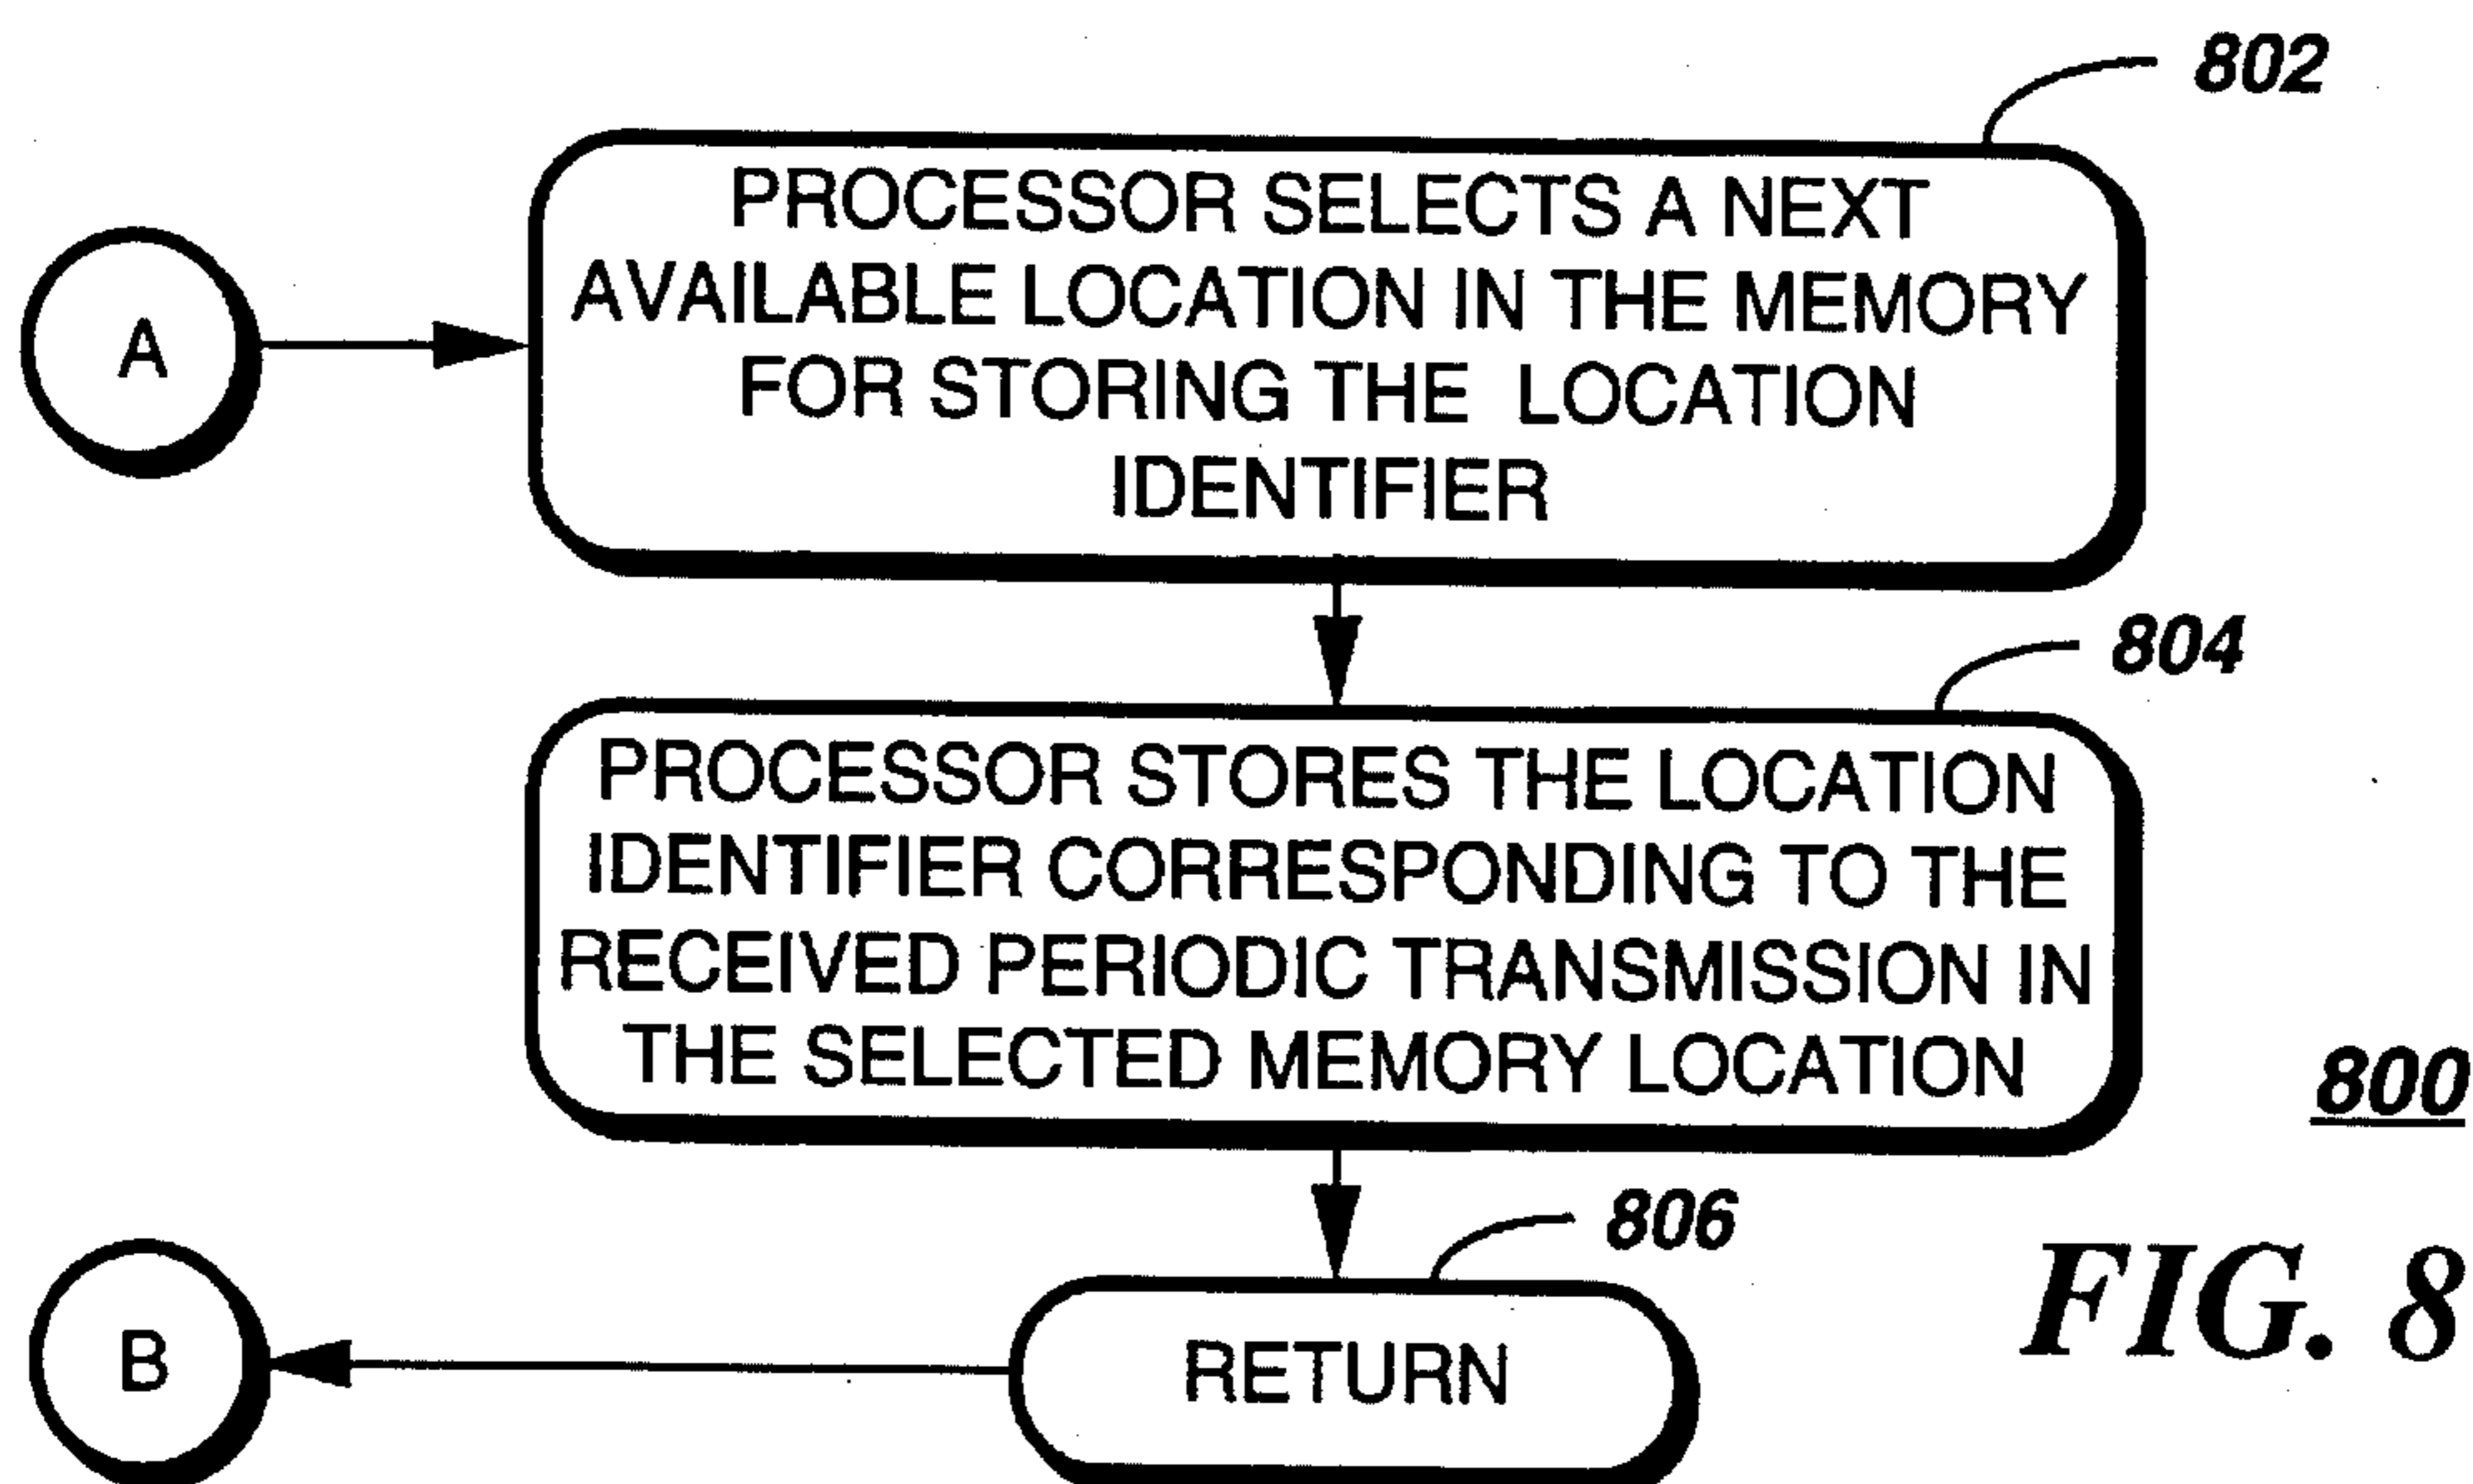 802
PROCESSOR SELECTS A NEXT
AVAILABLE LOCATION IN THE MEMORY
FOR STORING THE LOCATION
IDENTIFIER
A
804
PROCESSOR STORES THE LOCATION
IDENTIFIER CORRESPONDING TO THE
RECEIVED PERIODIC TRANSMISSION IN
THE SELECTED MEMORY LOCATION
800
806
RETURN
B
FIG. 8